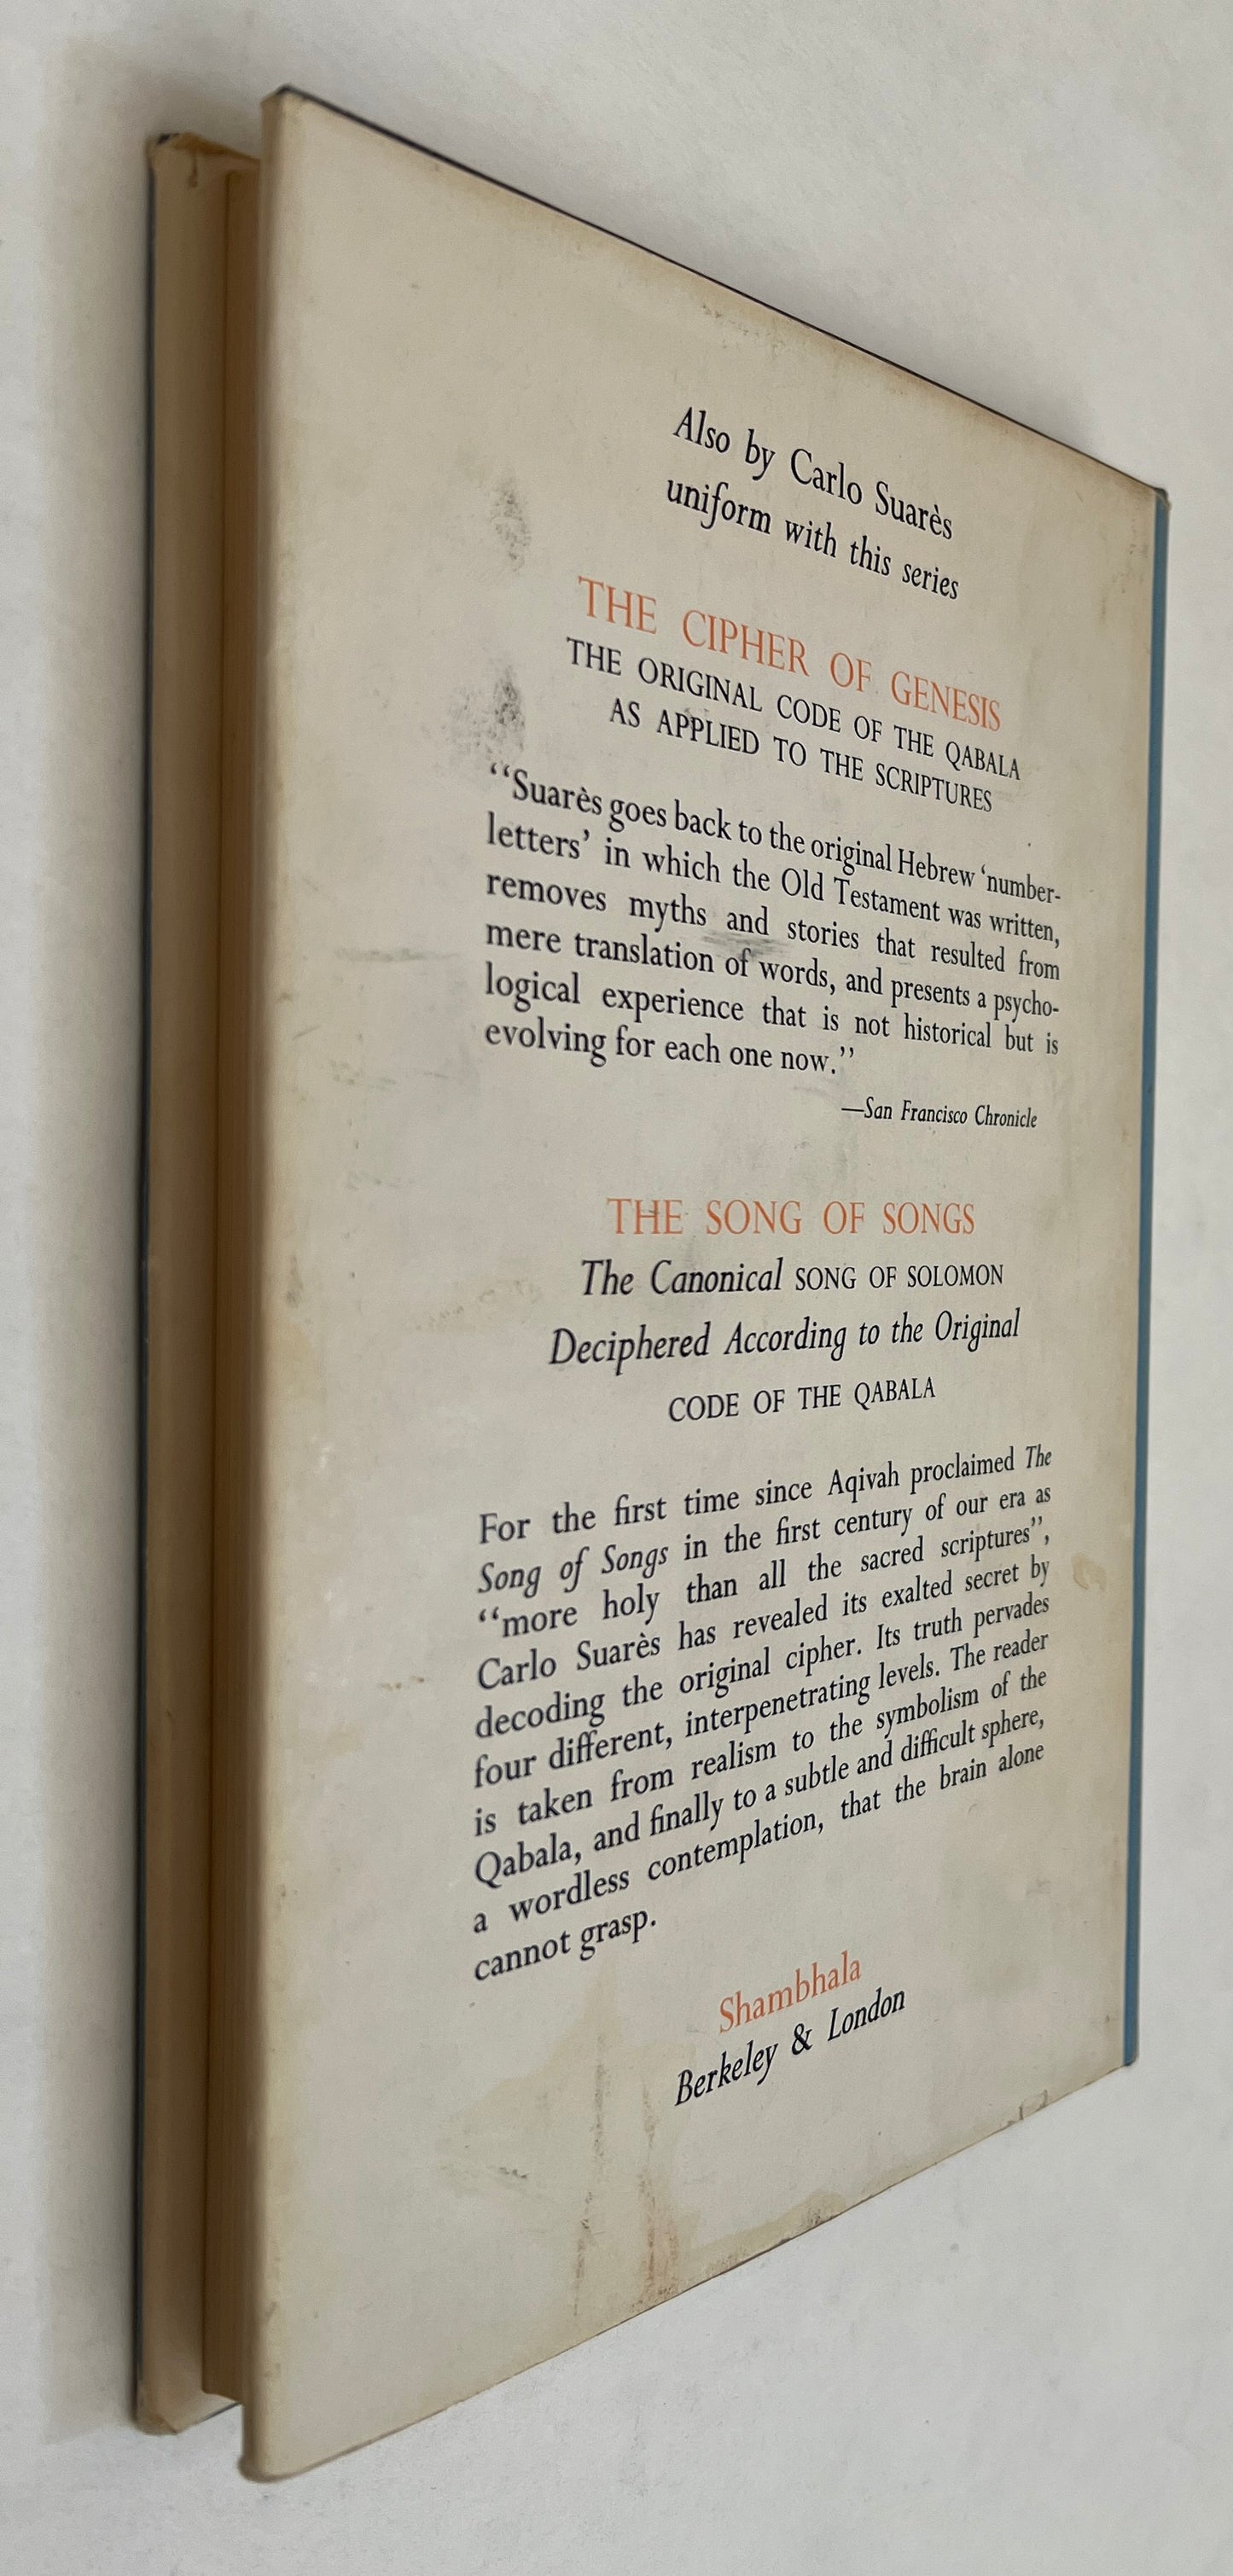 Also by Carlo Suarès
uniform with this series
THE CIPHER OF GENESIS
THE ORIGINAL CODE OF THE QABALA
AS APPLIED TO THE SCRIPTURES
‘‘Suarès goes back to the original Hebrew ‘number-
letters’ in which the Old Testament was written,
removes myths and stories that resulted from
mere translation of words, and presents a psycho-
logical experience that is not historical but is
evolving for each one now.’’
—San Francisco Chronicle
THE SONG OF SONGS
The Canonical SONG OF SOLOMON
Deciphered According to the Original
CODE OF THE QABALA
For the first time since Aqivah proclaimed The
Song of Songs in the first century of our era as
‘‘more holy than all the sacred scriptures’’,
Carlo Suarès has revealed its exalted secret by
decoding the original cipher. Its truth pervades
four different, interpenetrating levels. The reader
is taken from realism to the symbolism of the
Qabala, and finally to a subtle and difficult sphere,
a wordless contemplation, that the brain alone
cannot grasp.
Shambhala
Berkeley & London